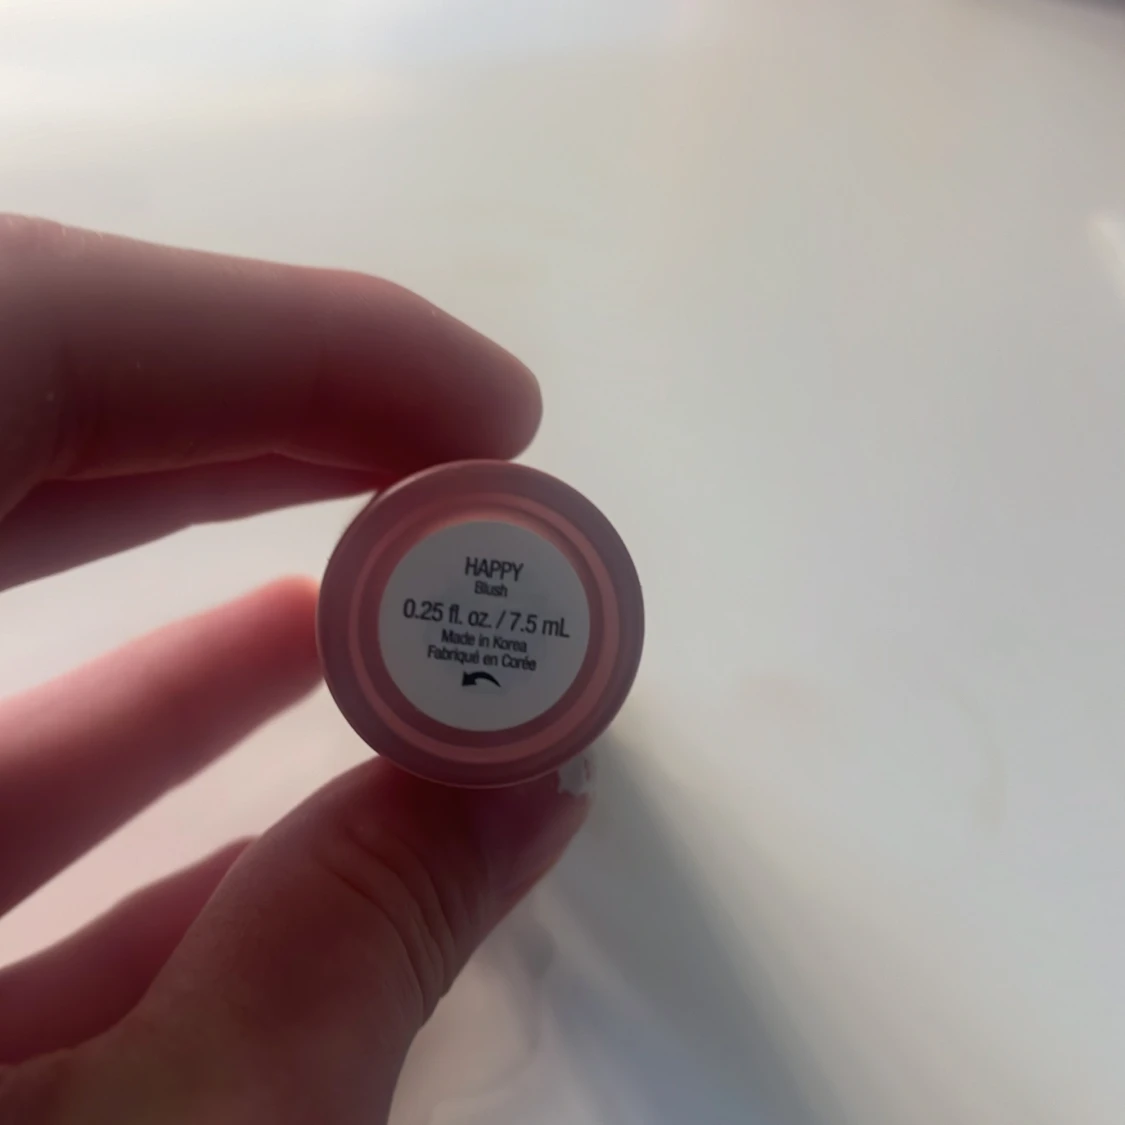 HAPPY
Blush
0.25 fl. oz. / 7.5 mL
Made in Korea
Fabriqué en Corée